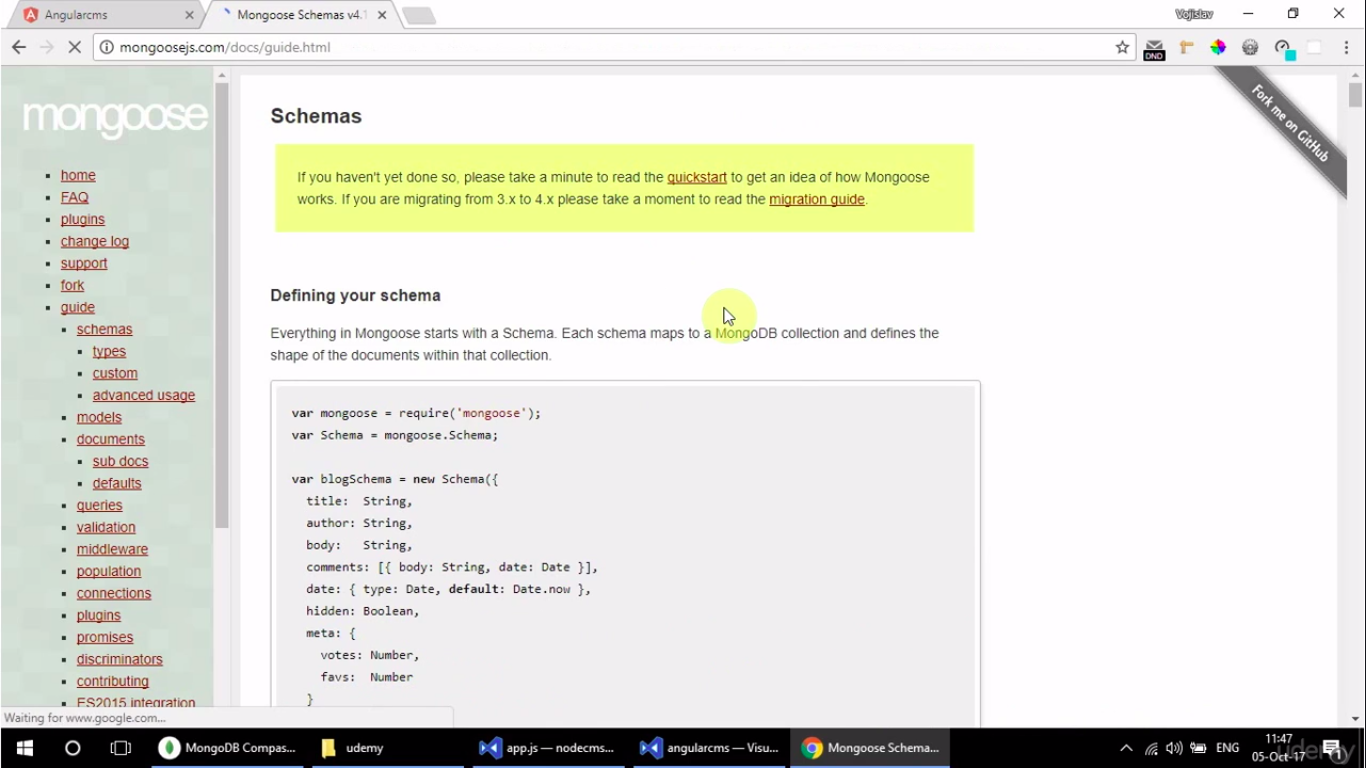 Angularcms
Mongoose Schemas v4.1
Vojislav
mongoosejs.com/docs/guide.html
DND
mongoose
home
FAQ
plugins
change log
support
fork
guide
schemas
types
custom
advanced usage
models
documents
sub docs
defaults
queries
validation
middleware
population
connections
plugins
promises
discriminators
contributing
ES2015 integration
Fork me on GitHub
Schemas
If you haven't yet done so, please take a minute to read the quickstart to get an idea of how Mongoose
works. If you are migrating from 3.x to 4.x please take a moment to read the migration guide.
Defining your schema
Everything in Mongoose starts with a Schema. Each schema maps to a MongoDB collection and defines the
shape of the documents within that collection.
var mongoose = require('mongoose');
var Schema = mongoose.Schema;
var blogSchema = new Schema({
title: String,
author: String,
body: String,
comments: [{ body: String, date: Date }],
date: { type: Date, default: Date.now },
hidden: Boolean,
meta: {
votes: Number,
favs: Number
}
Waiting for www.google.com...
MongoDB Compas...
udemy
app.js — nodecms...
angularcms — Visu...
Mongoose Schema...
ENG
11:47
05-Oct-17
1
udemy